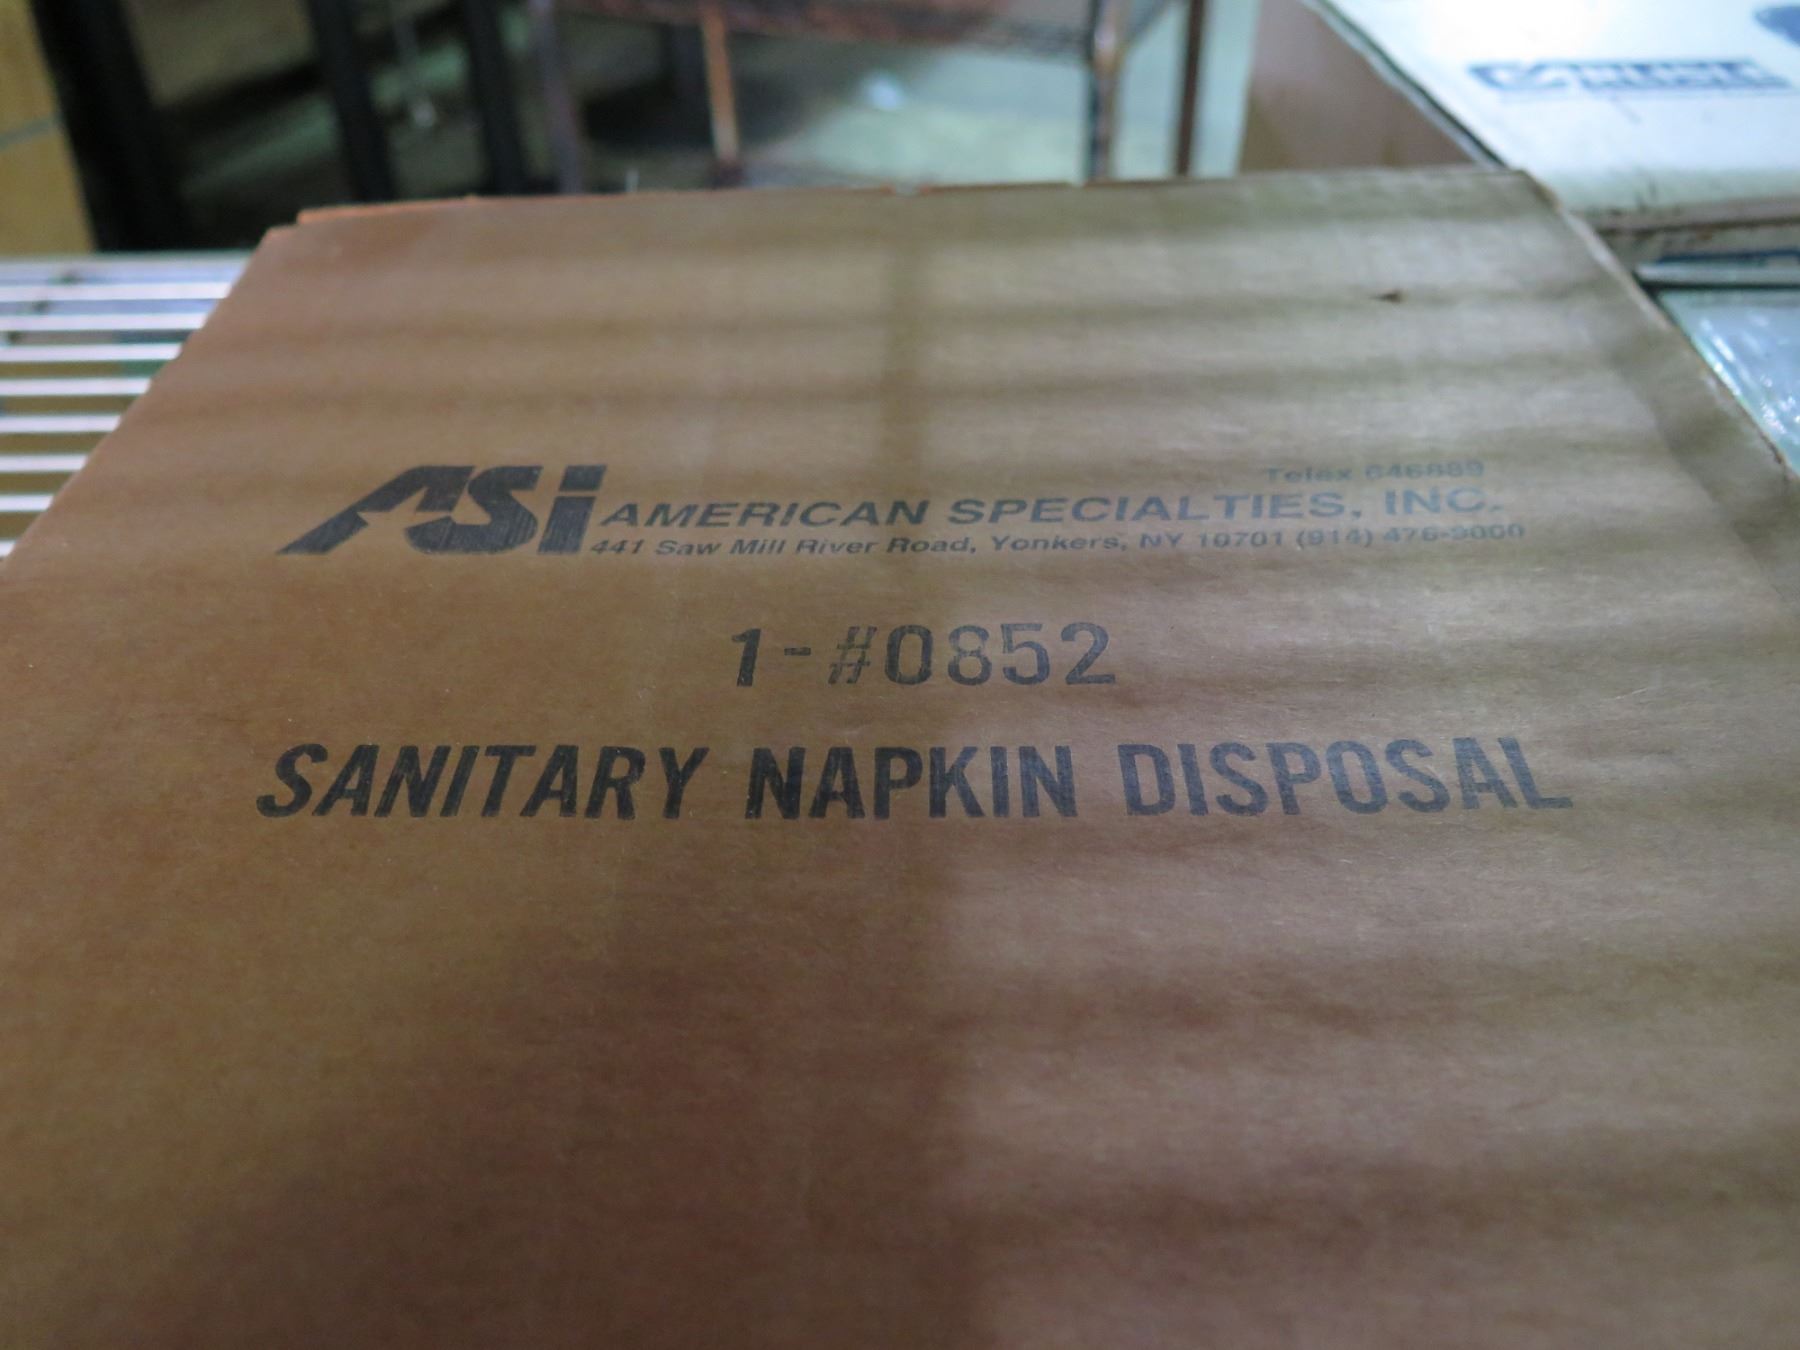 CARLISLE
Telex 646889
ASI AMERICAN SPECIALTIES, INC.
441 Saw Mill River Road, Yonkers, NY 10701 (914) 476-9000
1-#0852
SANITARY NAPKIN DISPOSAL